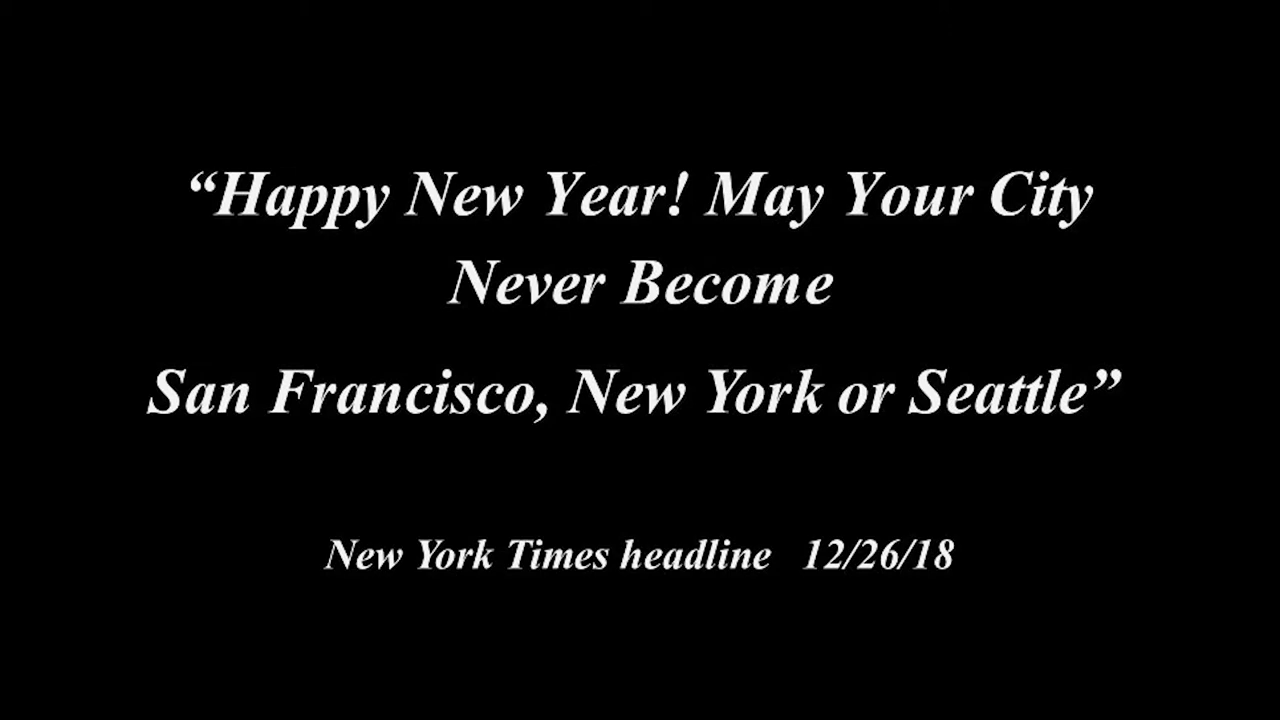 “Happy New Year! May Your City
Never Become
San Francisco, New York or Seattle”
New York Times headline 12/26/18